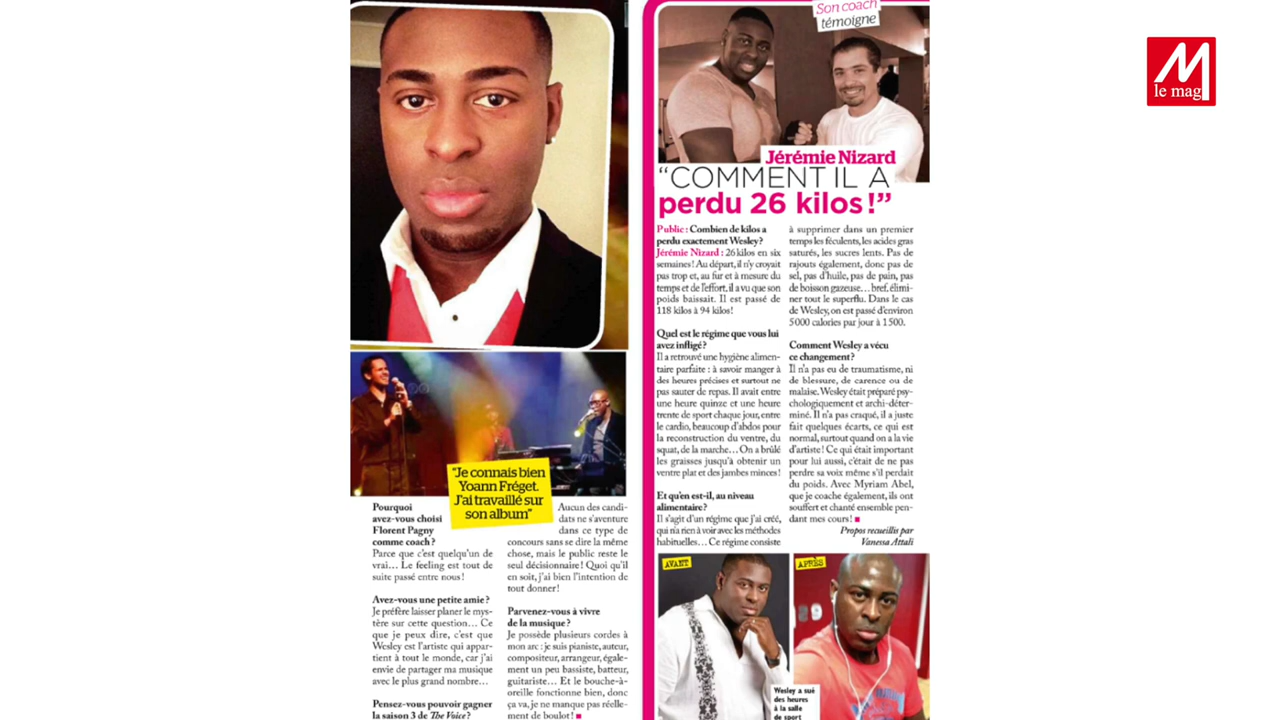 "Je connais bien
Yoann Fréget.
J'ai travaillé sur
son album"
Pourquoi
avez-vous choisi
Florent Pagny
comme coach ?
Parce que c'est quelqu'un de
vrai… Le feeling est tout de
suite passé entre nous !
Avez-vous une petite amie ?
Je préfère laisser planer le mys-
tère sur cette question… Ce
que je peux dire, c'est que
Wesley est l'artiste qui appar-
tient à tout le monde, car j'ai
envie de partager ma musique
avec le plus grand nombre…
Pensez-vous pouvoir gagner
la saison 3 de The Voice ?
Aucun des candi-
dats ne s'aventure
dans ce type de
concours sans se dire la même
chose, mais le public reste le
seul décisionnaire ! Quoi qu'il
en soit, j'ai bien l'intention de
tout donner !
Parvenez-vous à vivre
de la musique ?
Je possède plusieurs cordes à
mon arc : je suis pianiste, auteur,
compositeur, arrangeur, égale-
ment un peu bassiste, batteur,
guitariste… Et le bouche-à-
oreille fonctionne bien, donc
ça va, je ne manque pas réelle-
ment de boulot !
Son coach
témoigne
Jérémie Nizard
"COMMENT IL A
perdu 26 kilos !"
Public : Combien de kilos a
perdu exactement Wesley ?
Jérémie Nizard : 26 kilos en six
semaines ! Au départ, il n'y croyait
pas trop et, au fur et à mesure du
temps et de l'effort, il a vu que son
poids baissait. Il est passé de
118 kilos à 94 kilos !
Quel est le régime que vous lui
avez infligé ?
Il a retrouvé une hygiène alimen-
taire parfaite : à savoir manger à
des heures précises et surtout ne
pas sauter de repas. Il avait entre
une heure quinze et une heure
trente de sport chaque jour, entre
le cardio, beaucoup d'abdos pour
la reconstruction du ventre, du
squat, de la marche… On a brûlé
les graisses jusqu'à obtenir un
ventre plat et des jambes minces !
Et qu'en est-il, au niveau
alimentaire ?
Il s'agit d'un régime que j'ai créé,
qui n'a rien à voir avec les méthodes
habituelles… Ce régime consiste
à supprimer dans un premier
temps les féculents, les acides gras
saturés, les sucres lents. Pas de
rajouts également, donc pas de
sel, pas d'huile, pas de pain, pas
de boisson gazeuse… bref, élimi-
ner tout le superflu. Dans le cas
de Wesley, on est passé d'environ
5 000 calories par jour à 1 500.
Comment Wesley a vécu
ce changement ?
Il n'a pas eu de traumatisme, ni
de blessure, de carence ou de
malaise. Wesley était préparé psy-
chologiquement et archi-déter-
miné. Il n'a pas craqué, il a juste
fait quelques écarts, ce qui est
normal, surtout quand on a la vie
d'artiste ! Ce qui était important
pour lui aussi, c'était de ne pas
perdre sa voix même s'il perdait
du poids. Avec Myriam Abel,
que je coache également, ils ont
souffert et chanté ensemble pen-
dant mes cours !
Propos recueillis par
Vanessa Attali
AVANT
APRÈS
Wesley a sué
des heures
à la salle
de sport
M
le mag